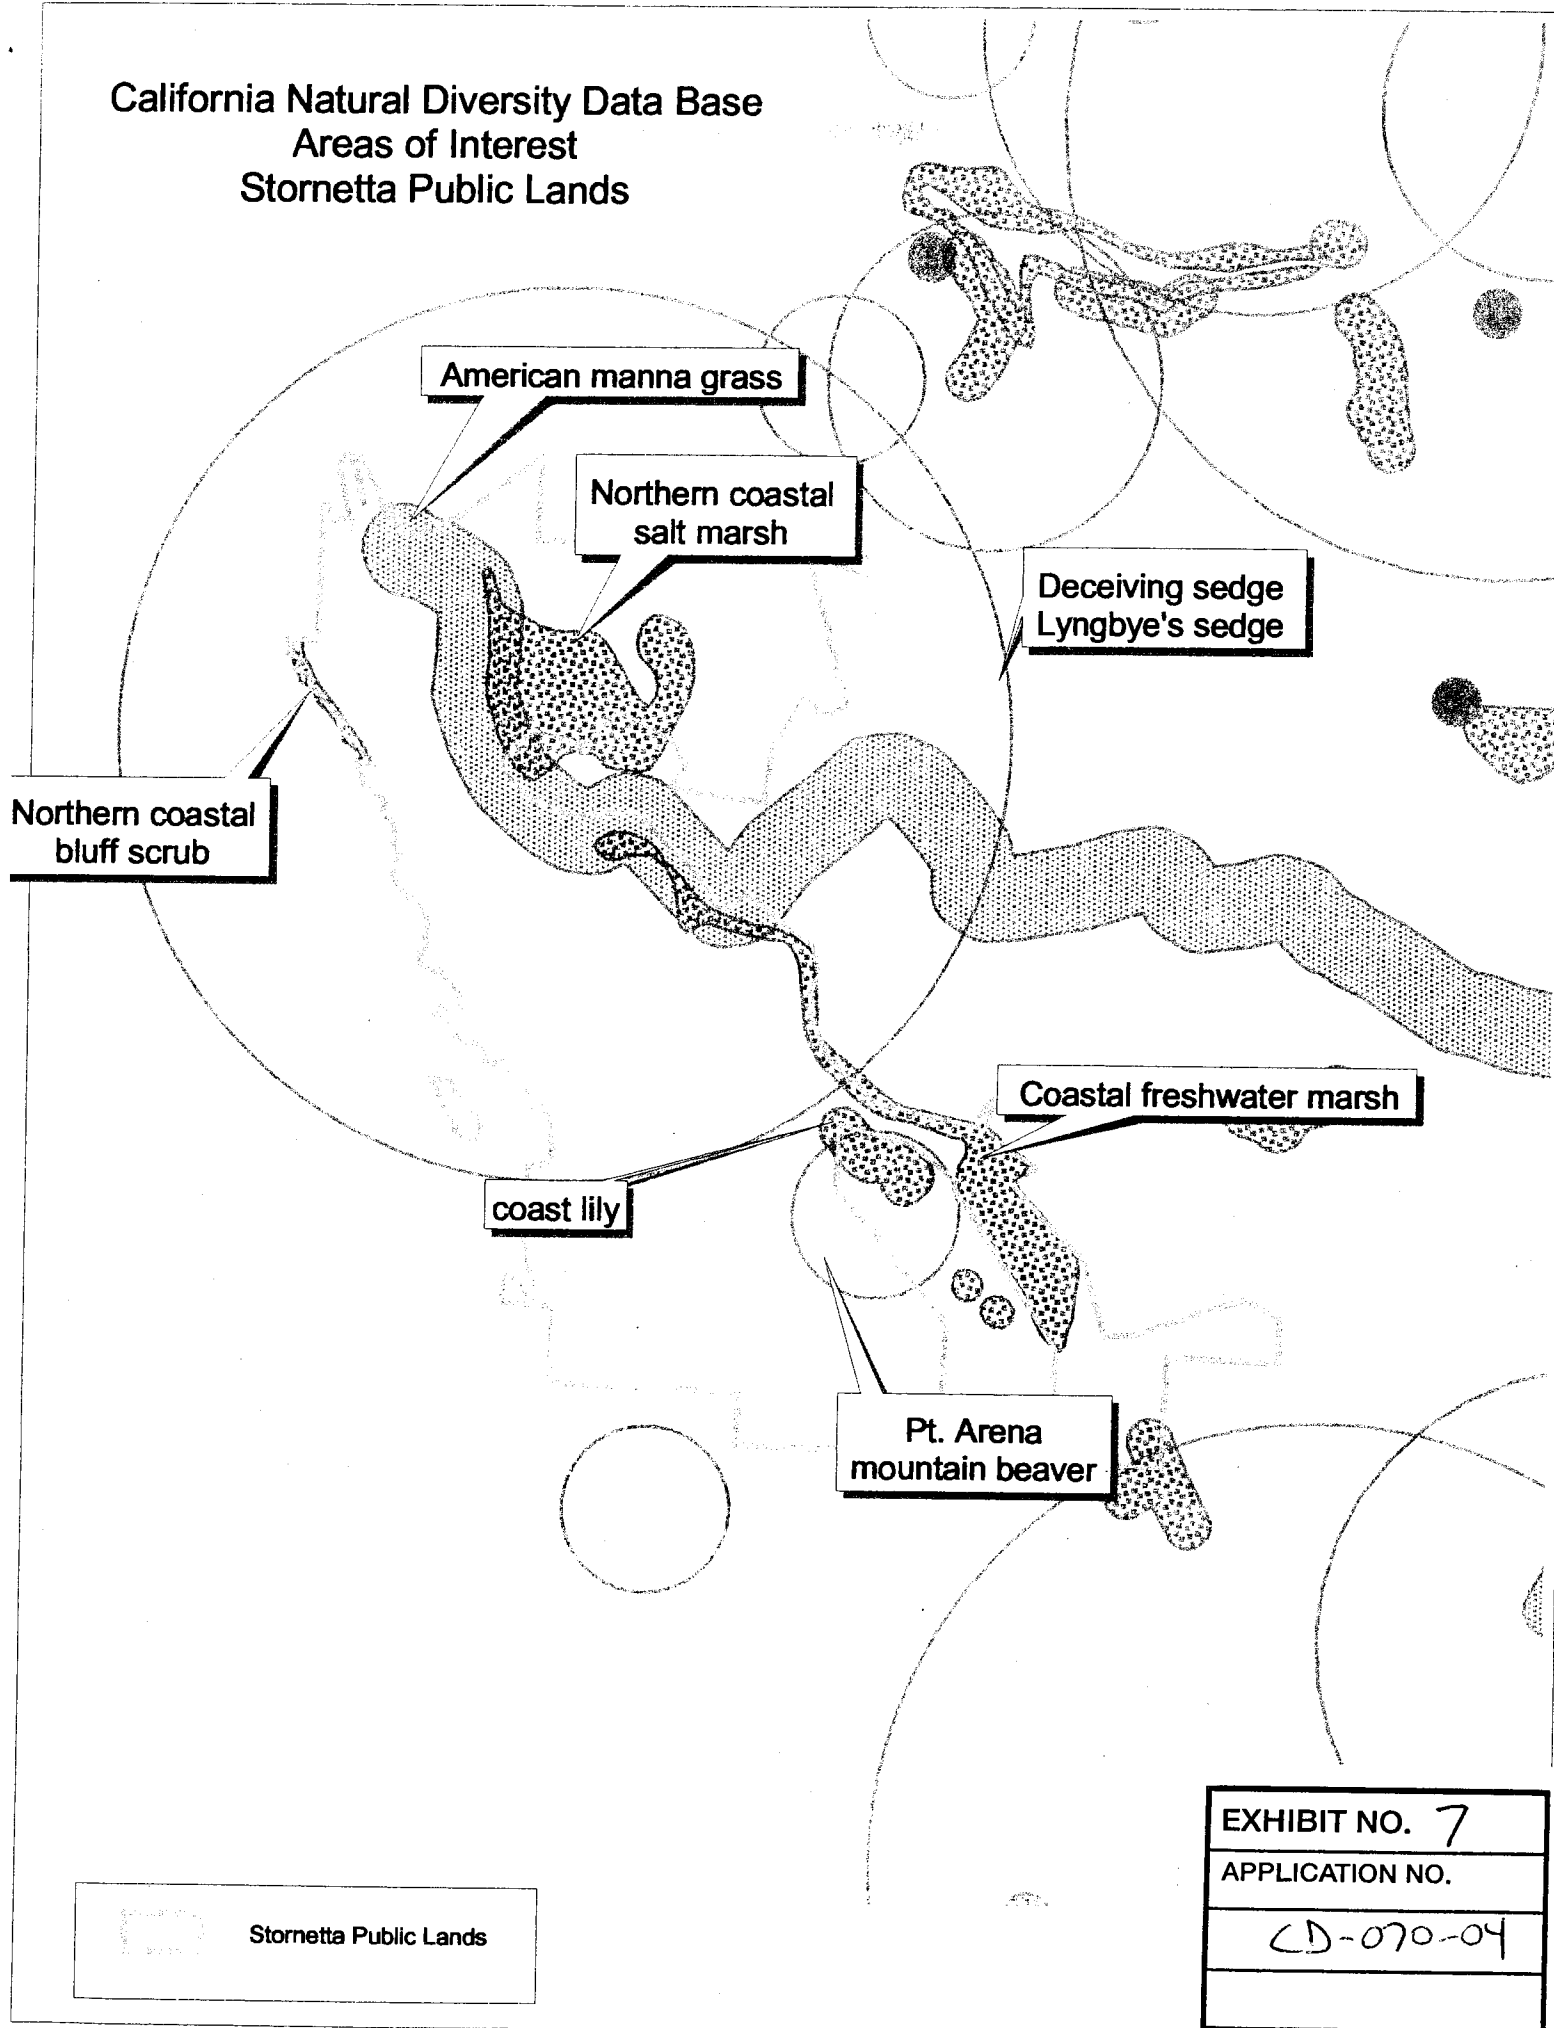 California Natural Diversity Data Base
Areas of Interest
Stornetta Public Lands
American manna grass
Northern coastal
salt marsh
Deceiving sedge
Lyngbye's sedge
Northern coastal
bluff scrub
Coastal freshwater marsh
coast lily
Pt. Arena
mountain beaver
Stornetta Public Lands
EXHIBIT NO. 7
APPLICATION NO.
CD-070-04